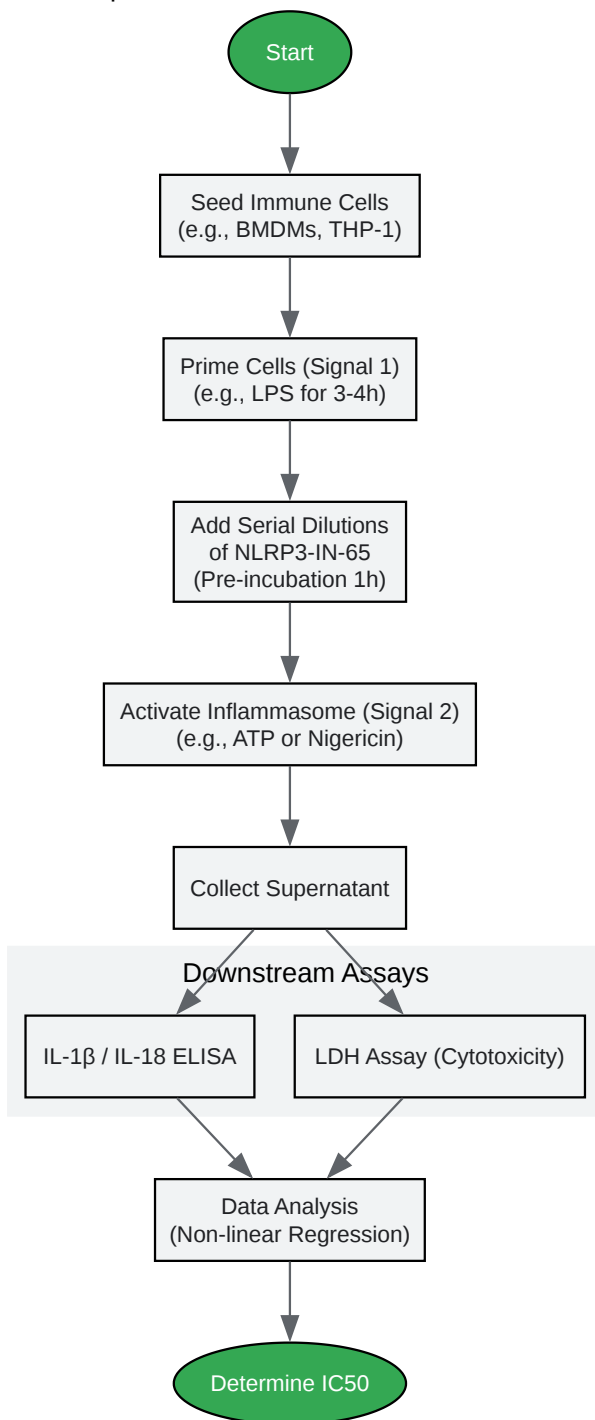 Start
Seed Immune Cells
(e.g., BMDMs, THP-1)
Prime Cells (Signal 1)
(e.g., LPS for 3-4h)
Add Serial Dilutions
of NLRP3-IN-65
(Pre-incubation 1h)
Activate Inflammasome (Signal 2)
(e.g., ATP or Nigericin)
Collect Supernatant
Downstream Assays
IL-1β / IL-18 ELISA
LDH Assay (Cytotoxicity)
Data Analysis
(Non-linear Regression)
Determine IC50